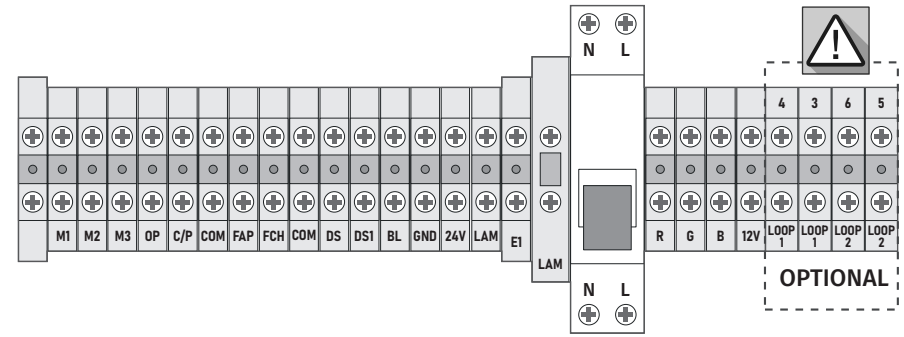 N L
4 3 6 5
M1 M2 M3 OP C/P COM FAP FCH COM DS DS1 BL GND 24V LAM E1
LAM
R G B 12V LOOP 1 LOOP 1 LOOP 2 LOOP 2
OPTIONAL
N L